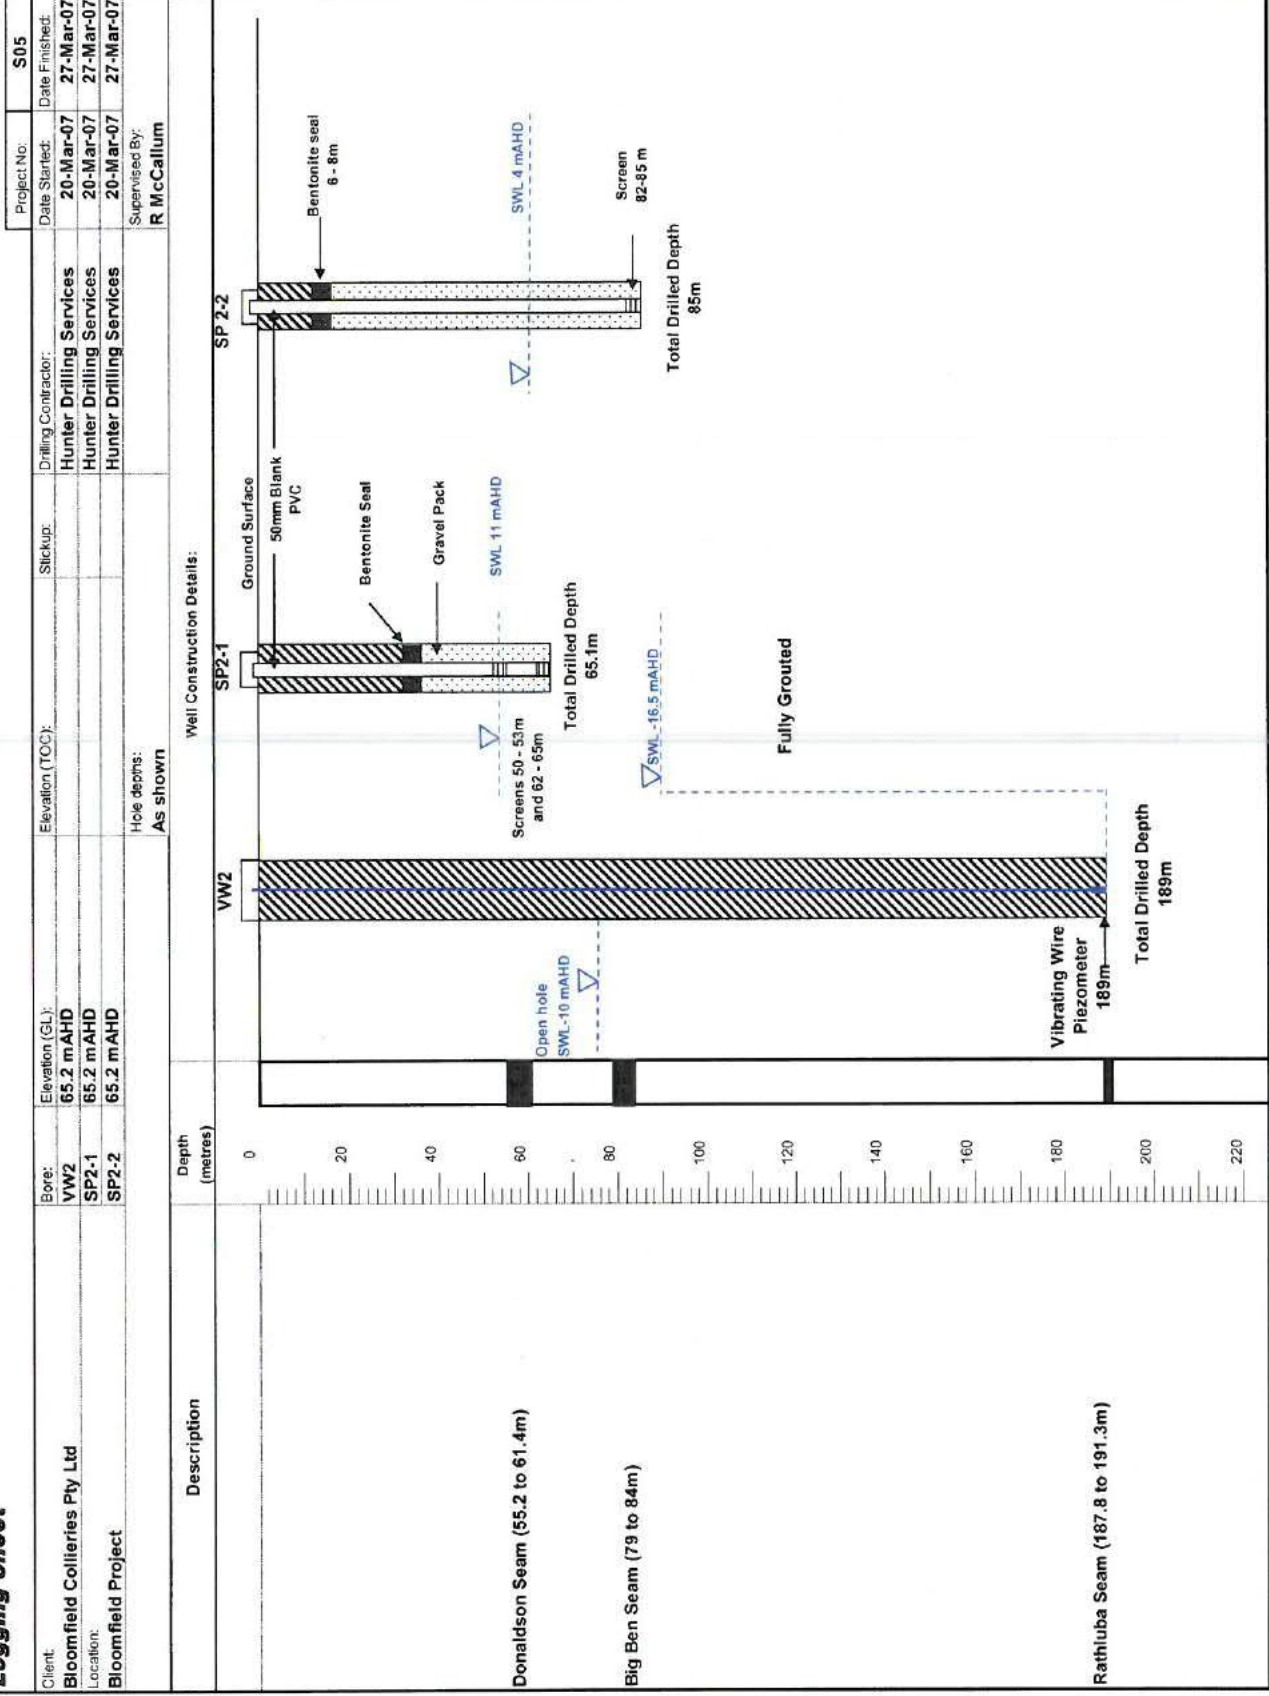 Logging Sheet
Project No: S05
Client:
Bloomfield Collieries Pty Ltd
Location:
Bloomfield Project
Bore: Elevation (GL): Elevation (TOC): Stickup: Drilling Contractor: Date Started: Date Finished:
VW2 65.2 mAHD Hunter Drilling Services 20-Mar-07 27-Mar-07
SP2-1 65.2 mAHD Hunter Drilling Services 20-Mar-07 27-Mar-07
SP2-2 65.2 mAHD Hunter Drilling Services 20-Mar-07 27-Mar-07
Hole depths:
As shown
Supervised By:
R McCallum
Description
Depth
(metres)
Well Construction Details:
VW2
SP2-1
SP 2-2
Ground Surface
0
20
40
60
80
100
120
140
160
180
200
220
50mm Blank
PVC
Bentonite seal
6 - 8m
Bentonite Seal
Gravel Pack
SWL 11 mAHD
SWL 4 mAHD
Screens 50 - 53m
and 62 - 65m
Total Drilled Depth
65.1m
Screen
82-85 m
Total Drilled Depth
85m
Open hole
SWL-10 mAHD
SWL -16.5 mAHD
Fully Grouted
Vibrating Wire
Piezometer
189m
Total Drilled Depth
189m
Donaldson Seam (55.2 to 61.4m)
Big Ben Seam (79 to 84m)
Rathluba Seam (187.8 to 191.3m)